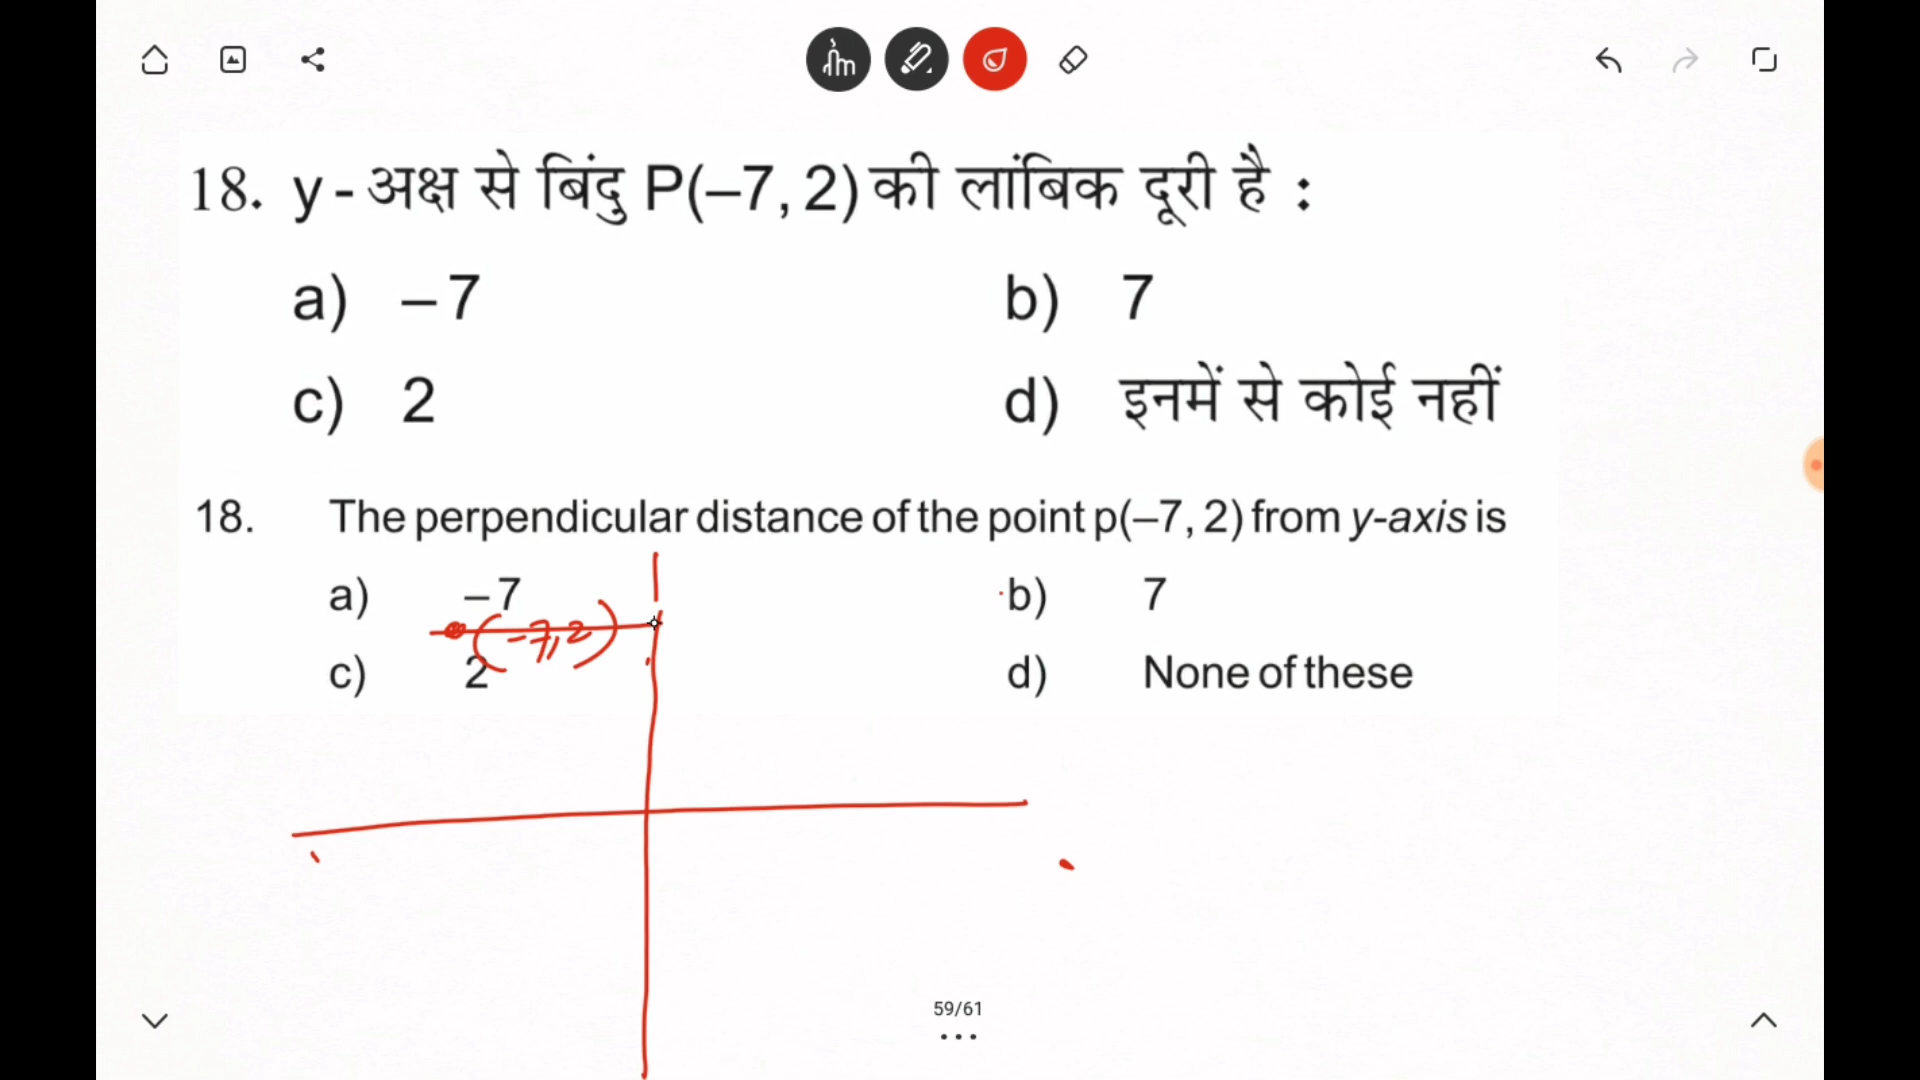 18. y - अक्ष से बिंदु P(–7, 2) की लांबिक दूरी है :
a) –7 b) 7
c) 2 d) इनमें से कोई नहीं
18. The perpendicular distance of the point p(–7, 2) from y-axis is
a) –7 b) 7
(-7, 2)
c) 2 d) None of these
59/61